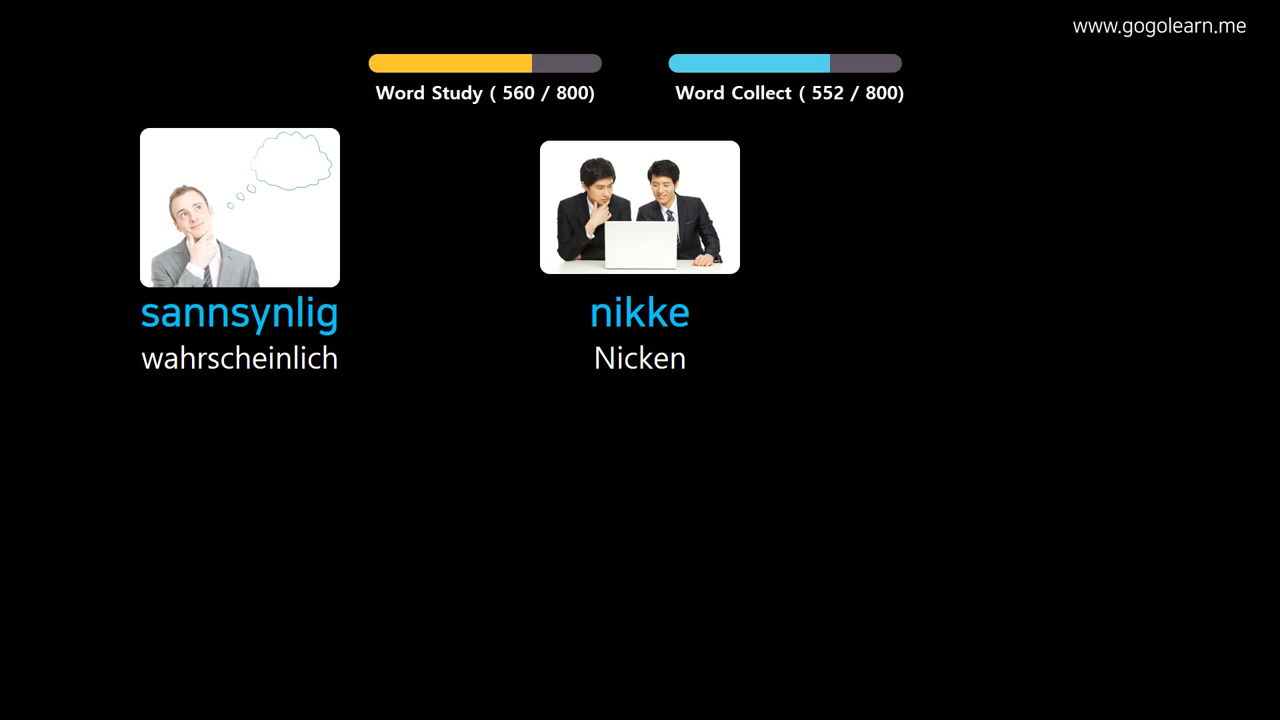 www.gogolearn.me
Word Study ( 560 / 800)
Word Collect ( 552 / 800)
sannsynlig
wahrscheinlich
nikke
Nicken